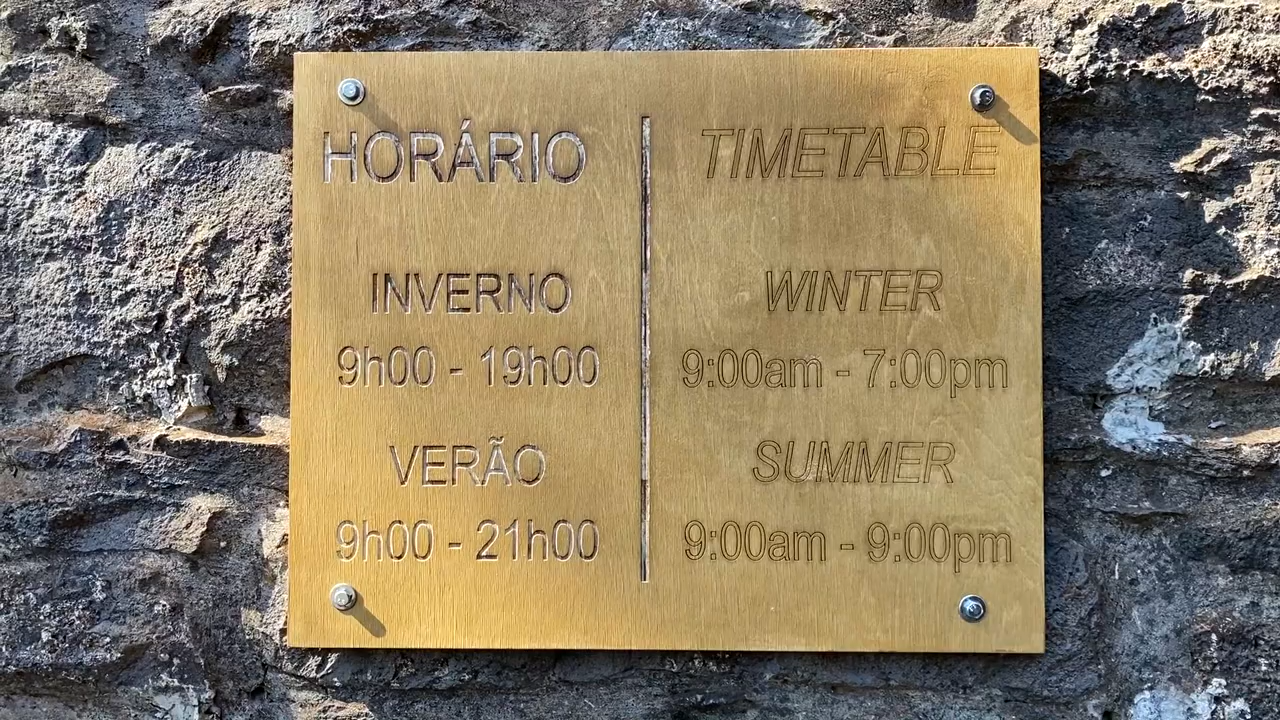 HORÁRIO
INVERNO
9h00 - 19h00
VERÃO
9h00 - 21h00
TIMETABLE
WINTER
9:00am - 7:00pm
SUMMER
9:00am - 9:00pm